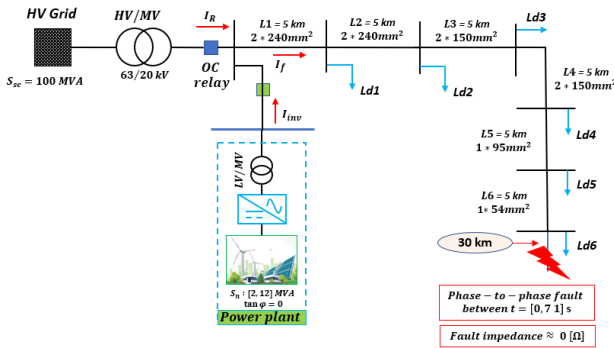 HV Grid
S_sc = 100 MVA
HV/MV
63/20 kV
I_R
OC
relay
L1 = 5 km
2 * 240mm²
I_f
L2 = 5 km
2 * 240mm²
Ld1
L3 = 5 km
2 * 150mm²
Ld2
Ld3
L4 = 5 km
2 * 150mm²
Ld4
L5 = 5 km
1 * 95mm²
Ld5
L6 = 5 km
1 * 54mm²
Ld6
30 km
I_inv
LV/MV
S_n : [2, 12] MVA
tan φ = 0
Power plant
Phase − to − phase fault
between t = [0, 7 1] s
Fault impedance ≈ 0 [Ω]